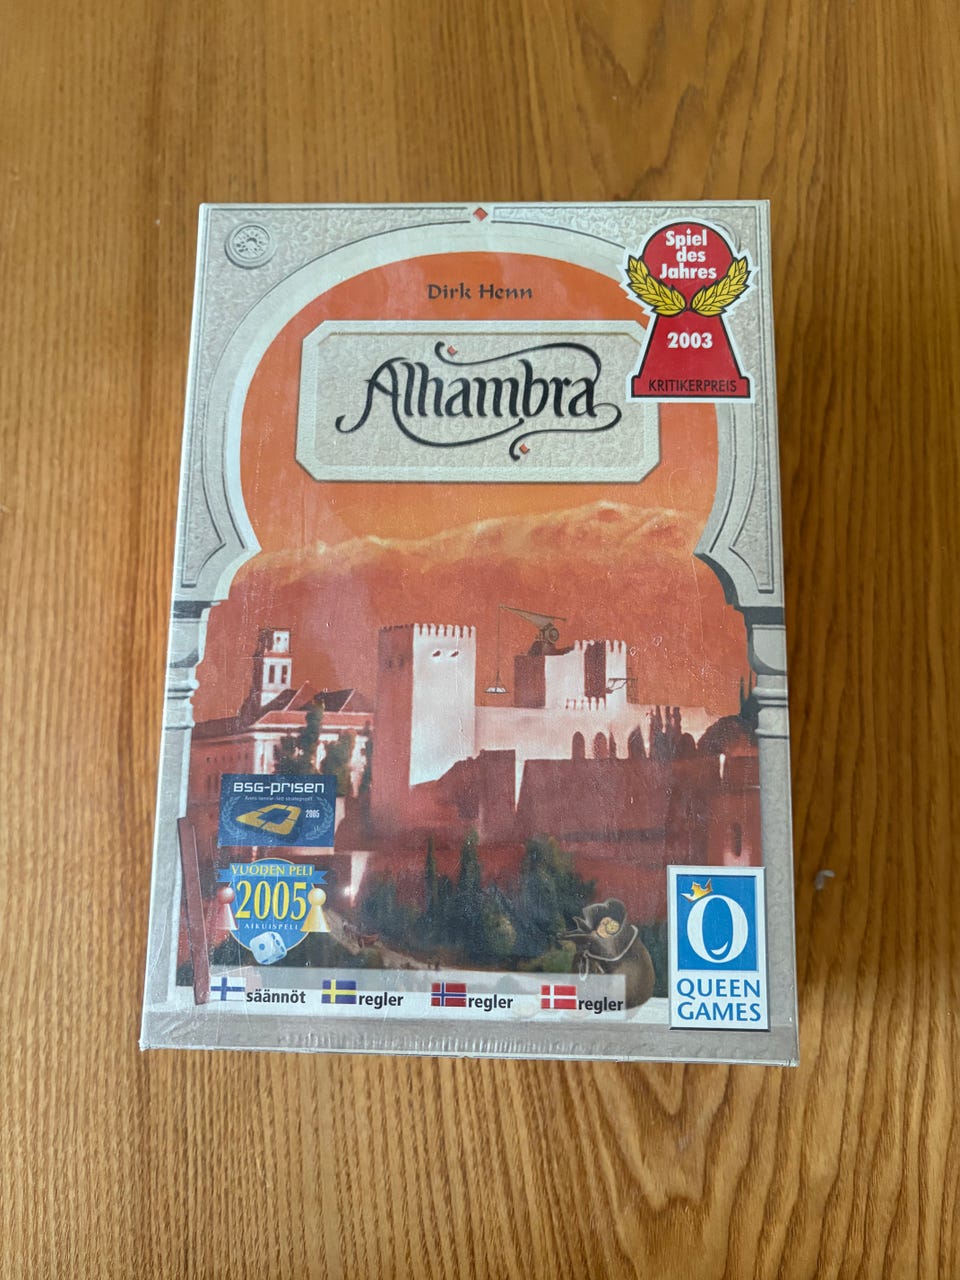 Dirk Henn
Alhambra
Spiel
des
Jahres
2003
KRITIKERPREIS
BSG-prisen
2005
VUODEN PELI
2005
AIKUISPELI
säännöt
regler
regler
regler
QUEEN
GAMES